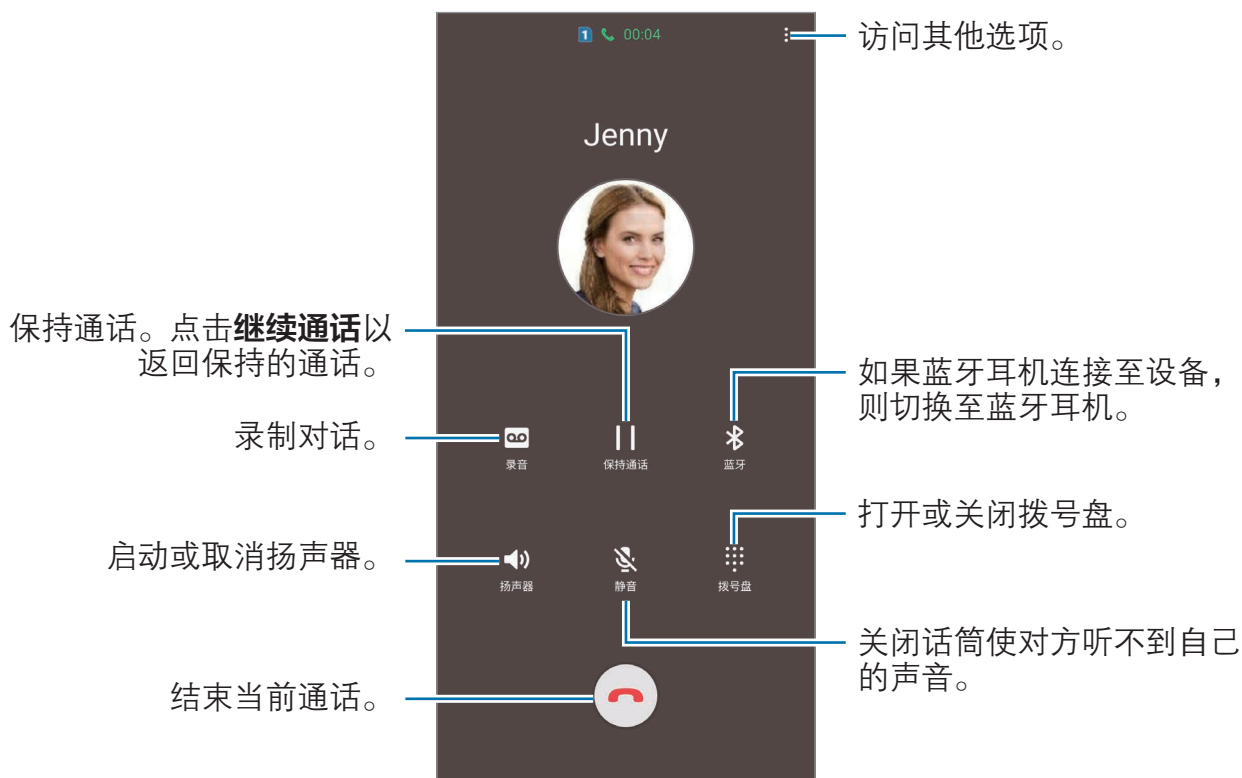 1 00:04
访问其他选项。
Jenny
保持通话。点击继续通话以
返回保持的通话。
如果蓝牙耳机连接至设备，
则切换至蓝牙耳机。
录制对话。
录音
保持通话
蓝牙
打开或关闭拨号盘。
启动或取消扬声器。
扬声器
静音
拨号盘
关闭话筒使对方听不到自己
的声音。
结束当前通话。